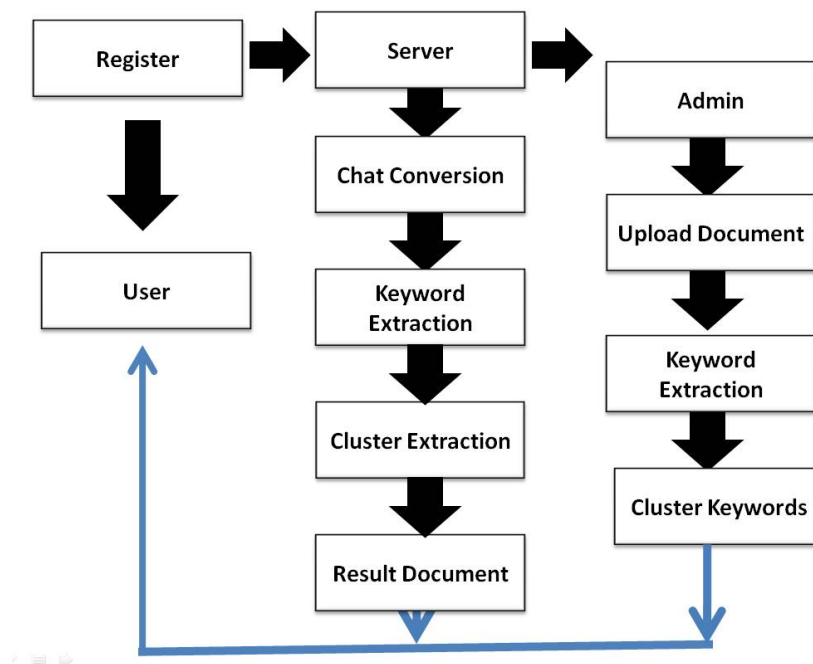 Register
Server
Admin
Chat Conversion
Upload Document
User
Keyword
Extraction
Keyword
Extraction
Cluster Extraction
Cluster Keywords
Result Document